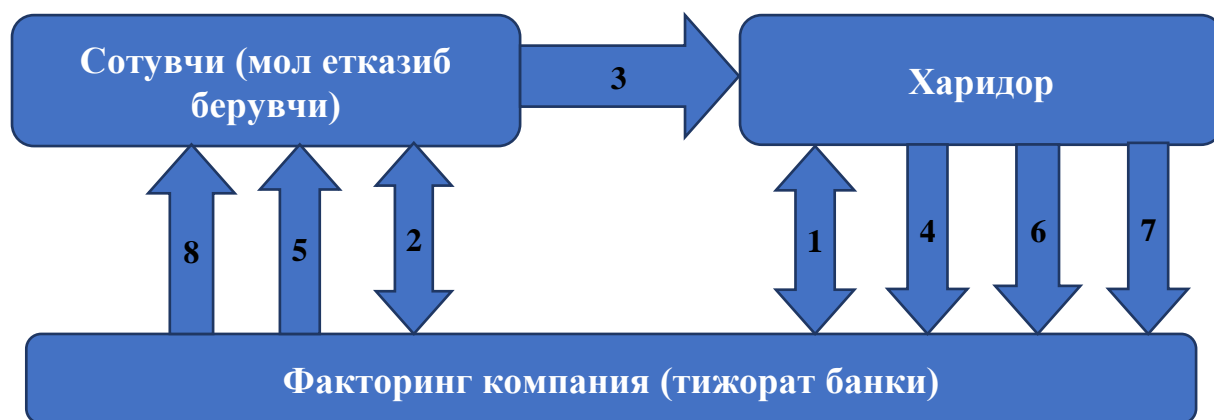 Сотувчи (мол етказиб
берувчи)
3
Харидор
8
5
2
1
4
6
7
Факторинг компания (тижорат банки)